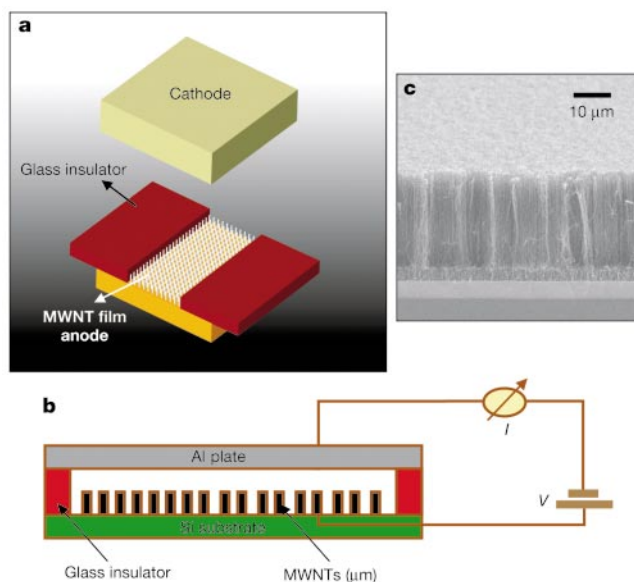 a
Cathode
Glass insulator
MWNT film
anode
c
10 μm
b
I
Al plate
V
Si substrate
Glass insulator
MWNTs (μm)